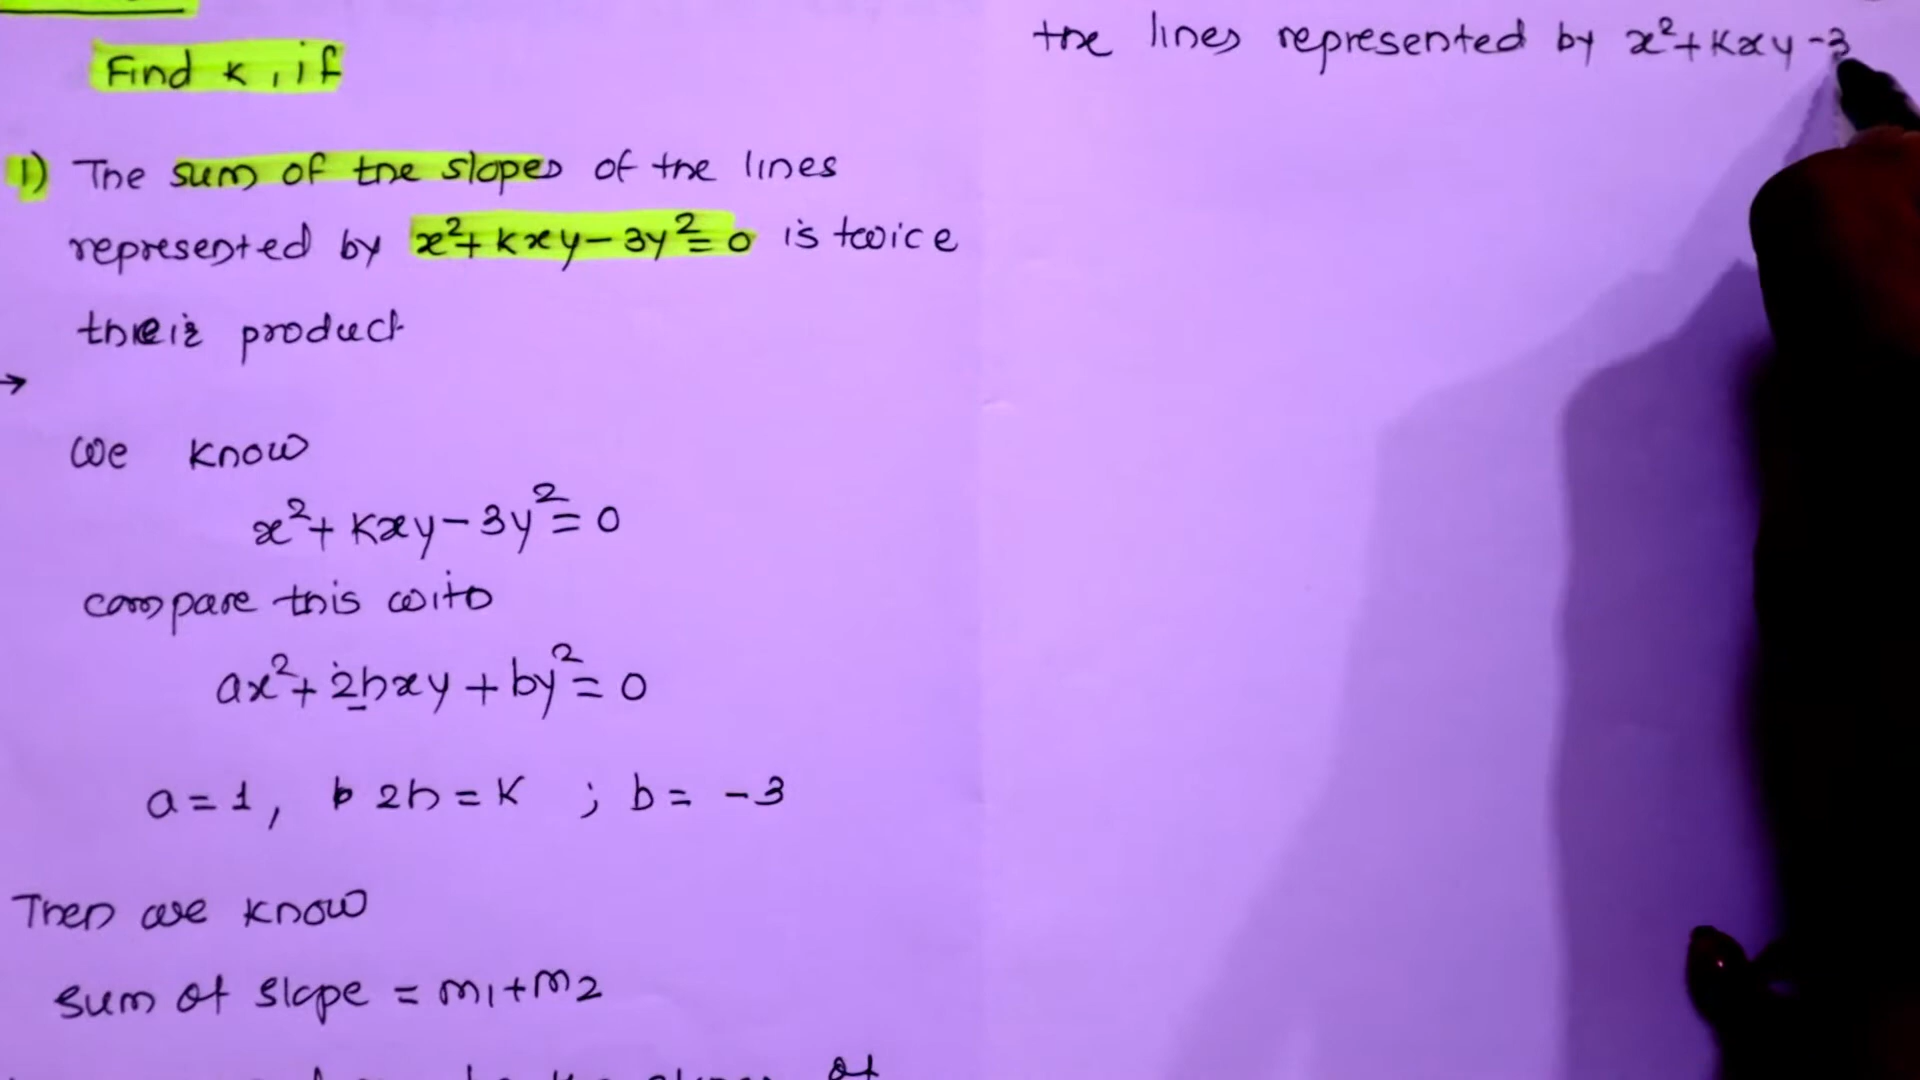 Find k, if
1) The sum of the slopes of the lines
represented by x²+kxy-3y²=0 is twice
their product
→
We know
x²+kxy-3y²=0
compare this with
ax²+2hxy+by²=0
a=1, 2h=k ; b= -3
Then we know
sum of slope = m1+m2
of
the lines represented by x²+kxy-3